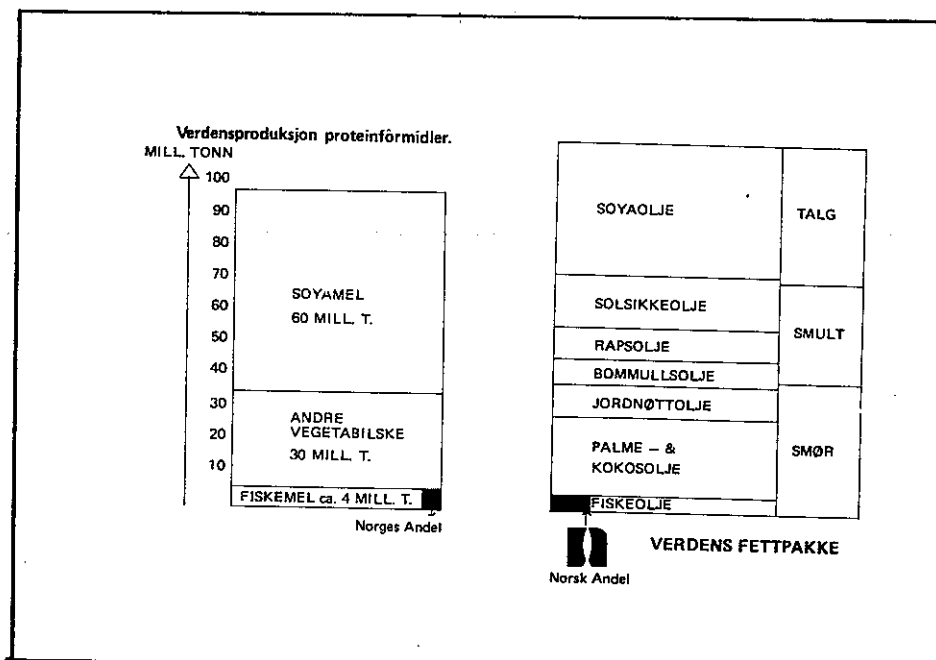 Verdensproduksjon proteinfôrmidler.
MILL. TONN
100
90
80
70
60
50
40
30
20
10
SOYAMEL
60 MILL. T.
ANDRE
VEGETABILSKE
30 MILL. T.
FISKEMEL ca. 4 MILL. T.
Norges Andel
SOYAOLJE
SOLSIKKEOLJE
RAPSOLJE
BOMMULLSOLJE
JORDNØTTOLJE
PALME – &
KOKOSOLJE
FISKEOLJE
TALG
SMULT
SMØR
Norsk Andel
VERDENS FETTPAKKE